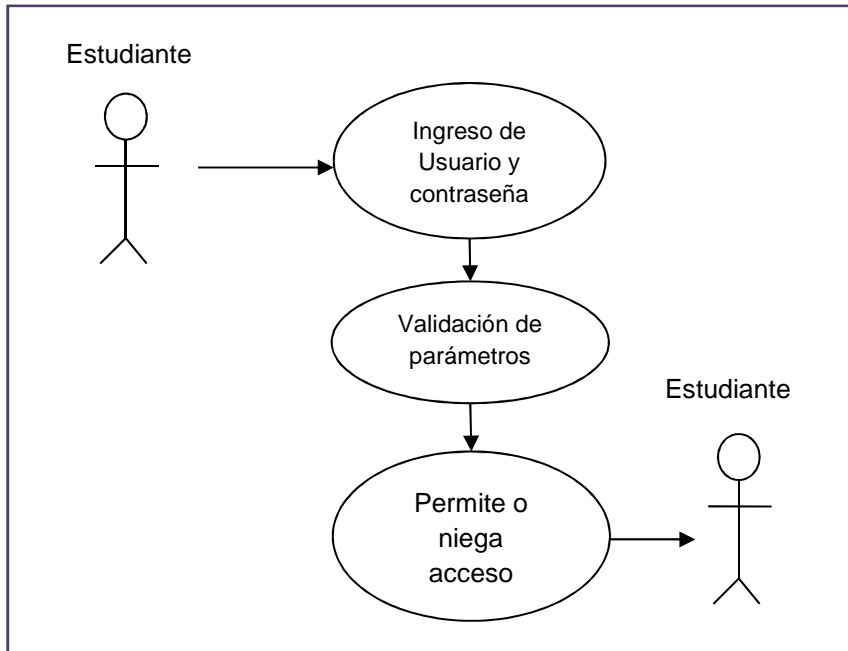 Estudiante
Ingreso de
Usuario y
contraseña
Validación de
parámetros
Estudiante
Permite o
niega
acceso